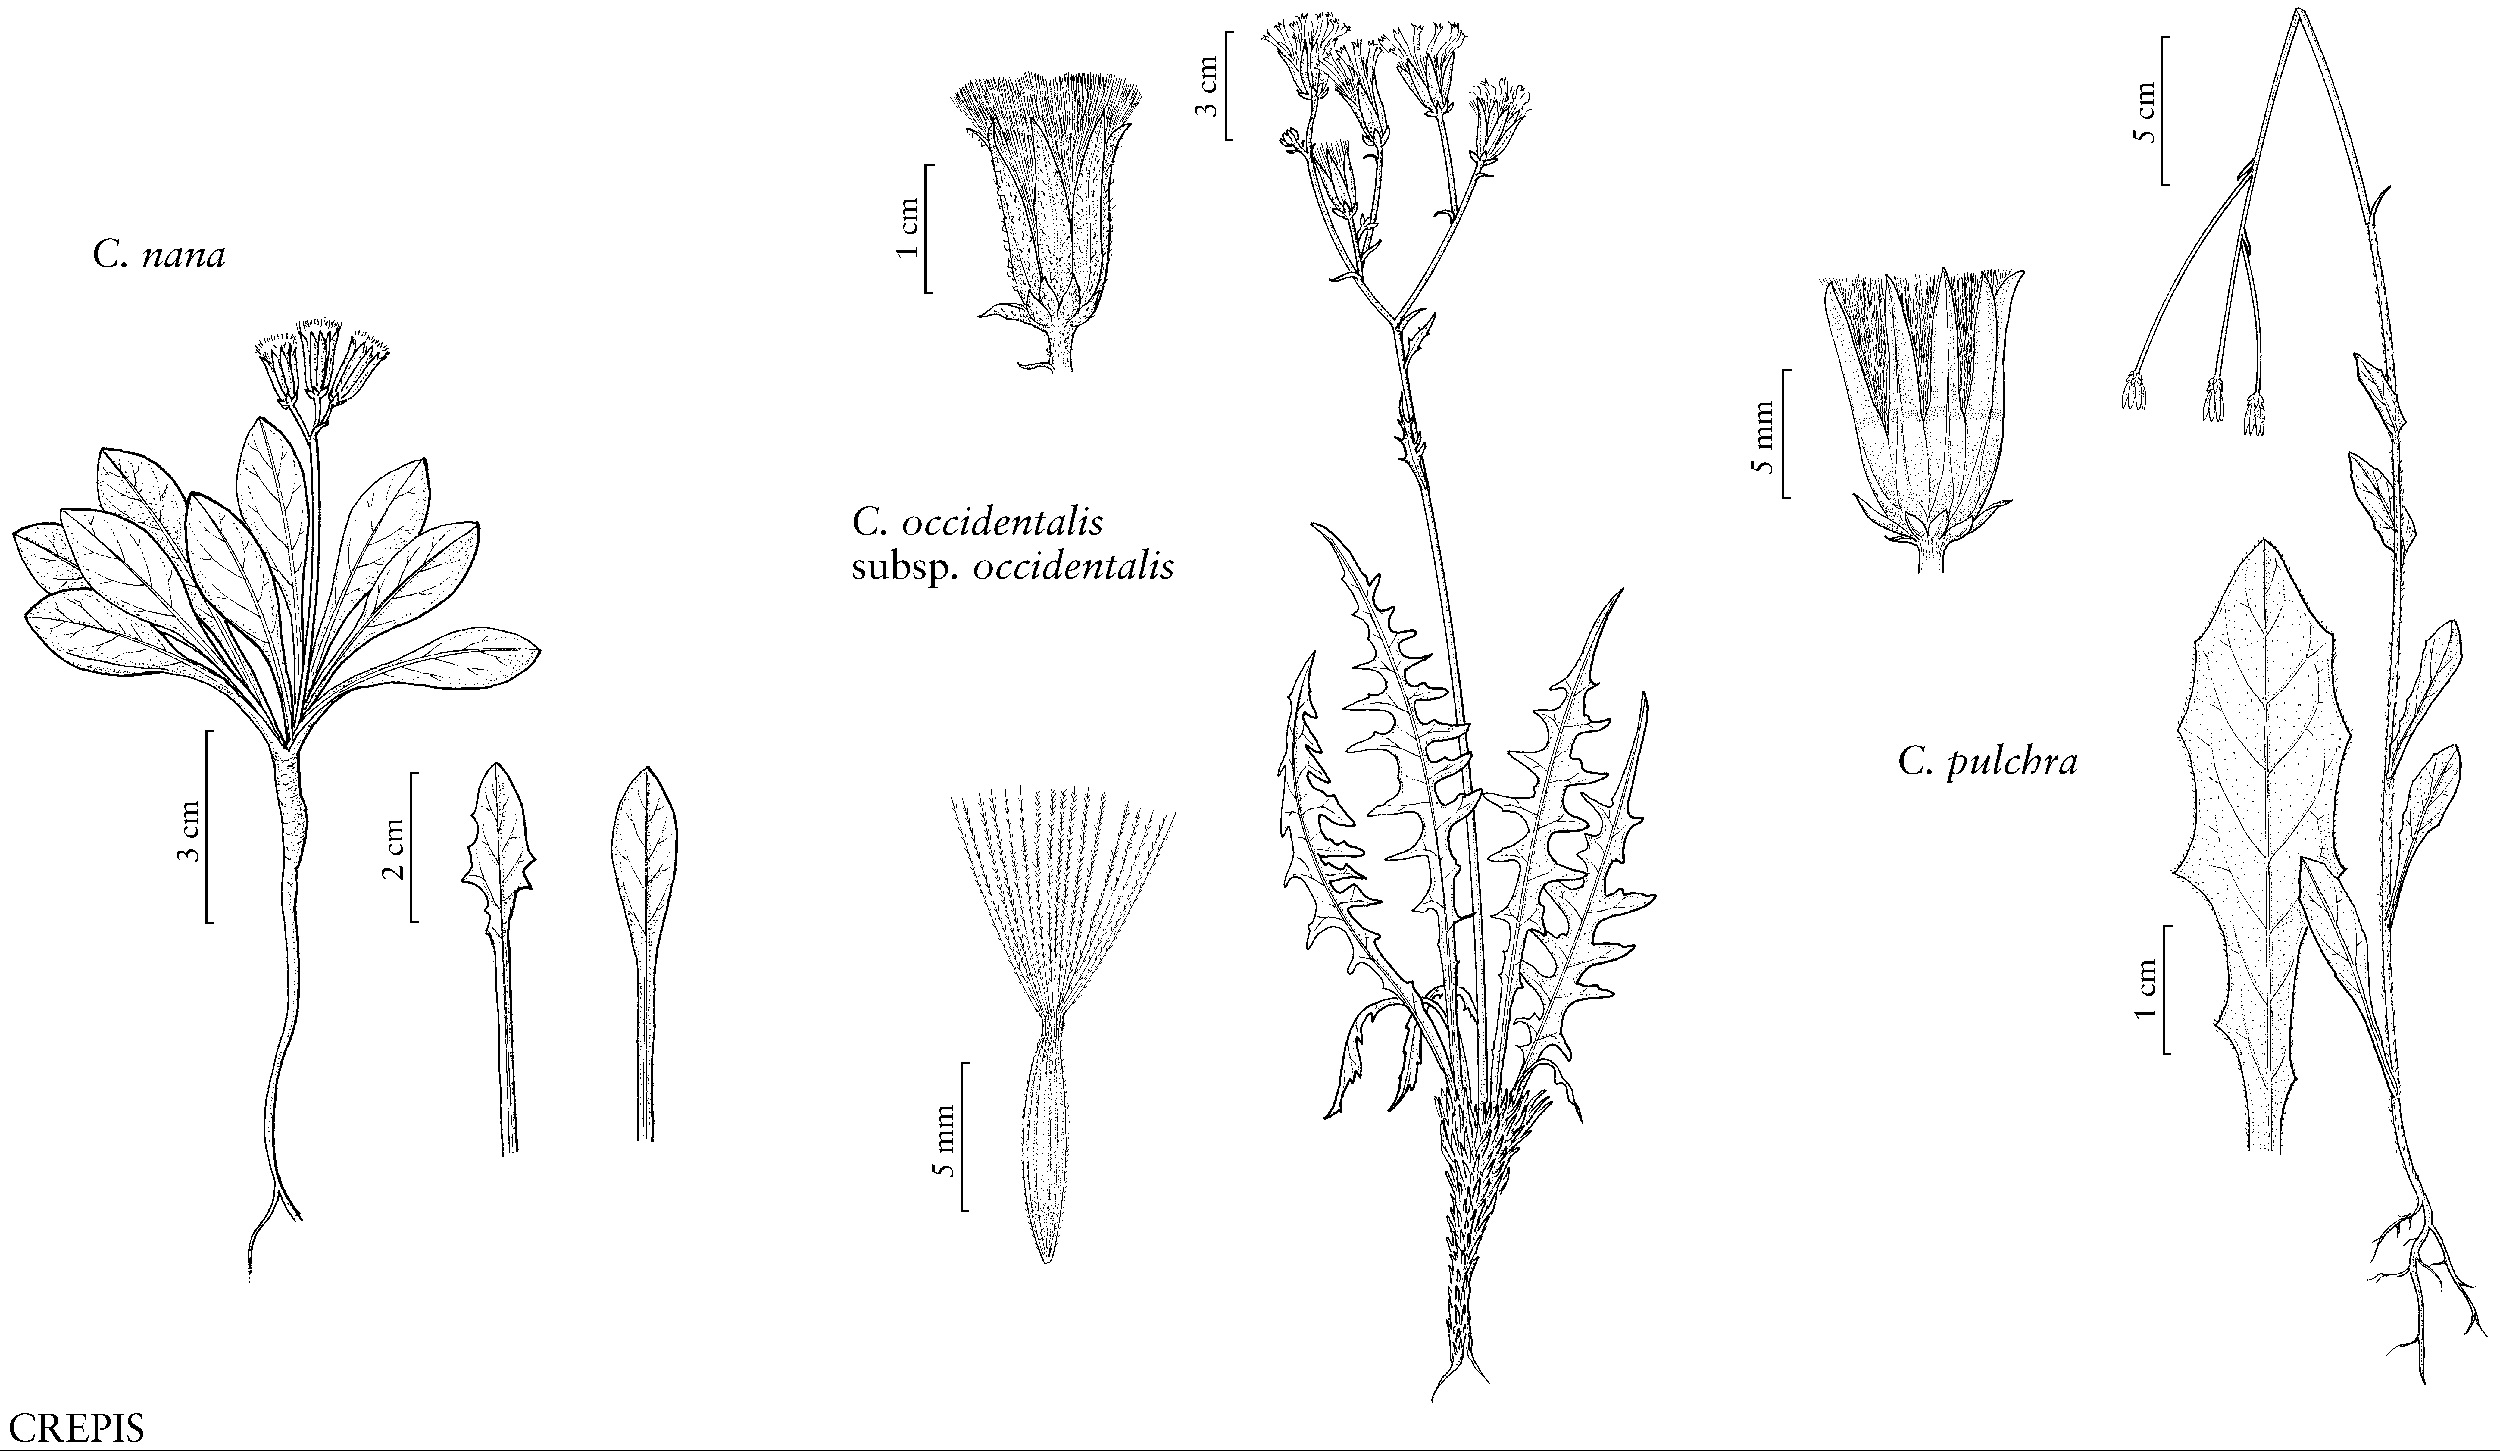 C. nana
3 cm
2 cm
1 cm
3 cm
C. occidentalis
subsp. occidentalis
5 mm
5 cm
5 mm
C. pulchra
1 cm
CREPIS